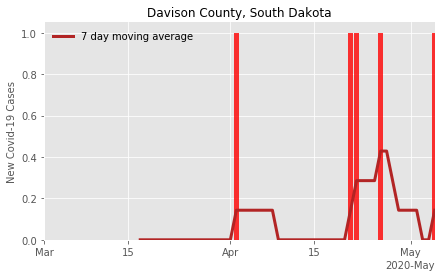 Davison County, South Dakota
7 day moving average
New Covid-19 Cases
1.0
0.8
0.6
0.4
0.2
0.0
Mar 15 Apr 15 May
2020-May